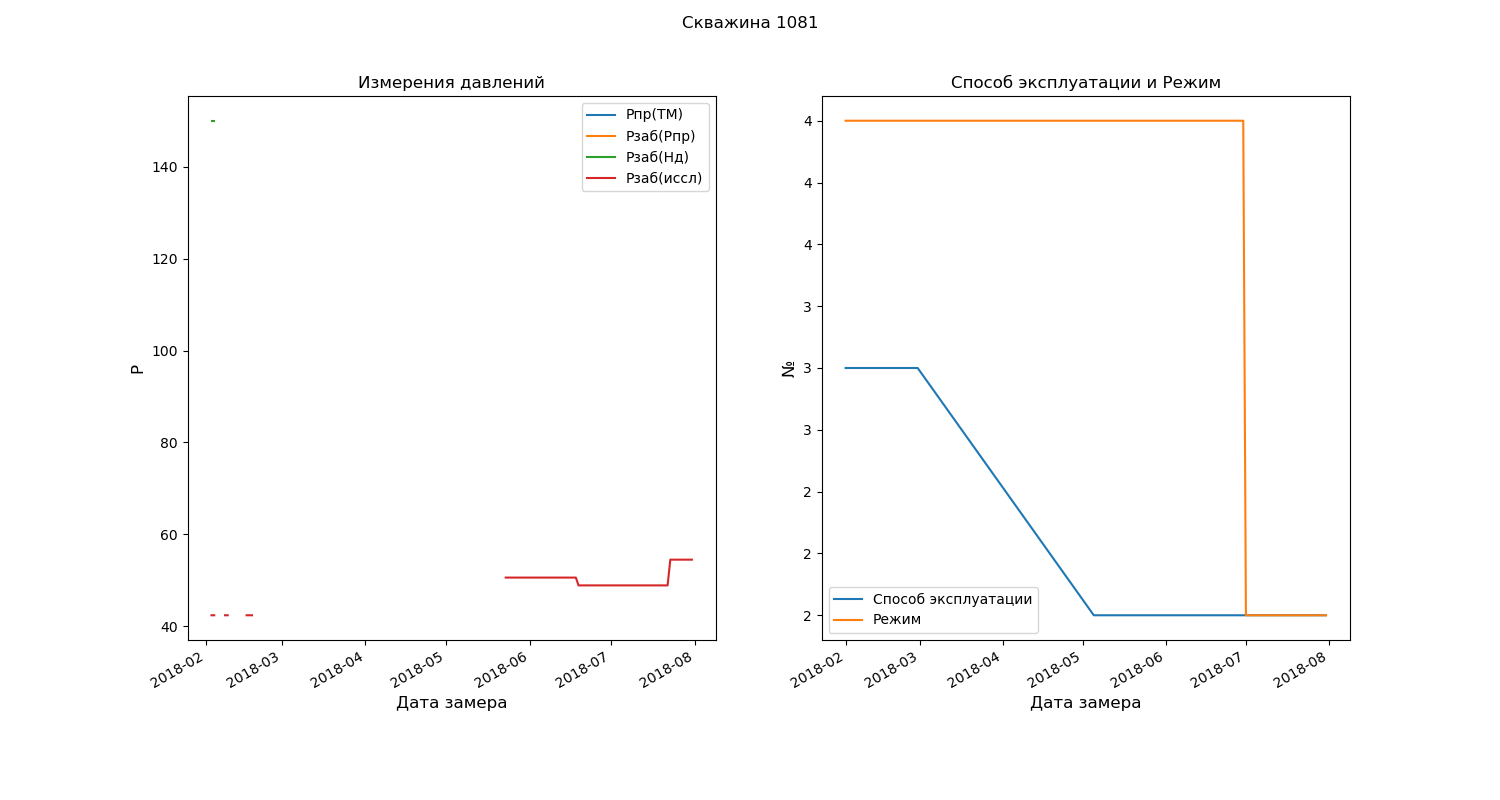 Скважина 1081
Измерения давлений
Рпр(ТМ)
Рзаб(Рпр)
Рзаб(Нд)
Рзаб(иссл)
140
120
100
80
60
40
Р
2018-02
2018-03
2018-04
2018-05
2018-06
2018-07
2018-08
Дата замера
Способ эксплуатации и Режим
4
4
4
3
3
3
2
2
2
№
Способ эксплуатации
Режим
2018-02
2018-03
2018-04
2018-05
2018-06
2018-07
2018-08
Дата замера